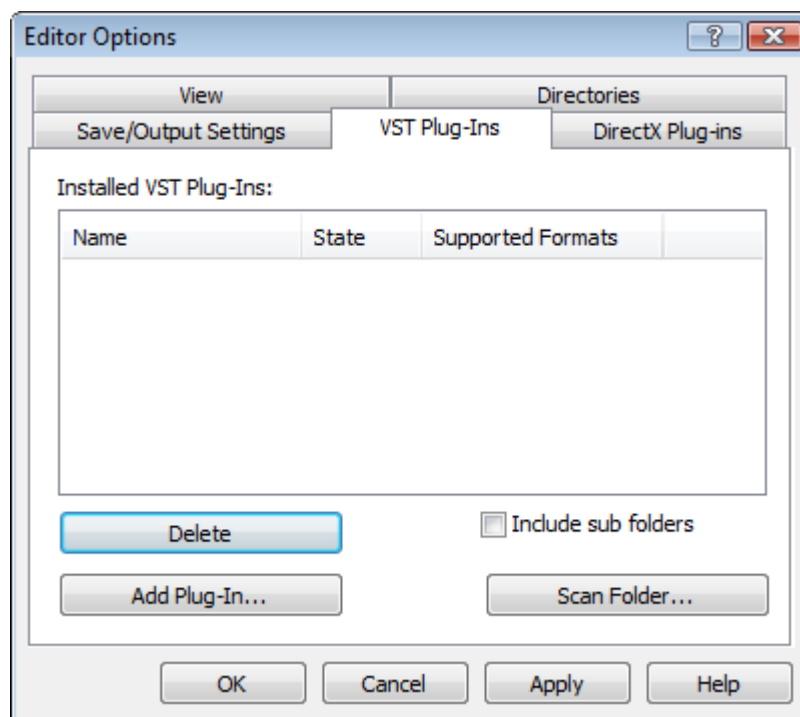 Editor Options
View Directories
Save/Output Settings VST Plug-Ins DirectX Plug-ins
Installed VST Plug-Ins:
Name State Supported Formats
Delete Include sub folders
Add Plug-In... Scan Folder...
OK Cancel Apply Help